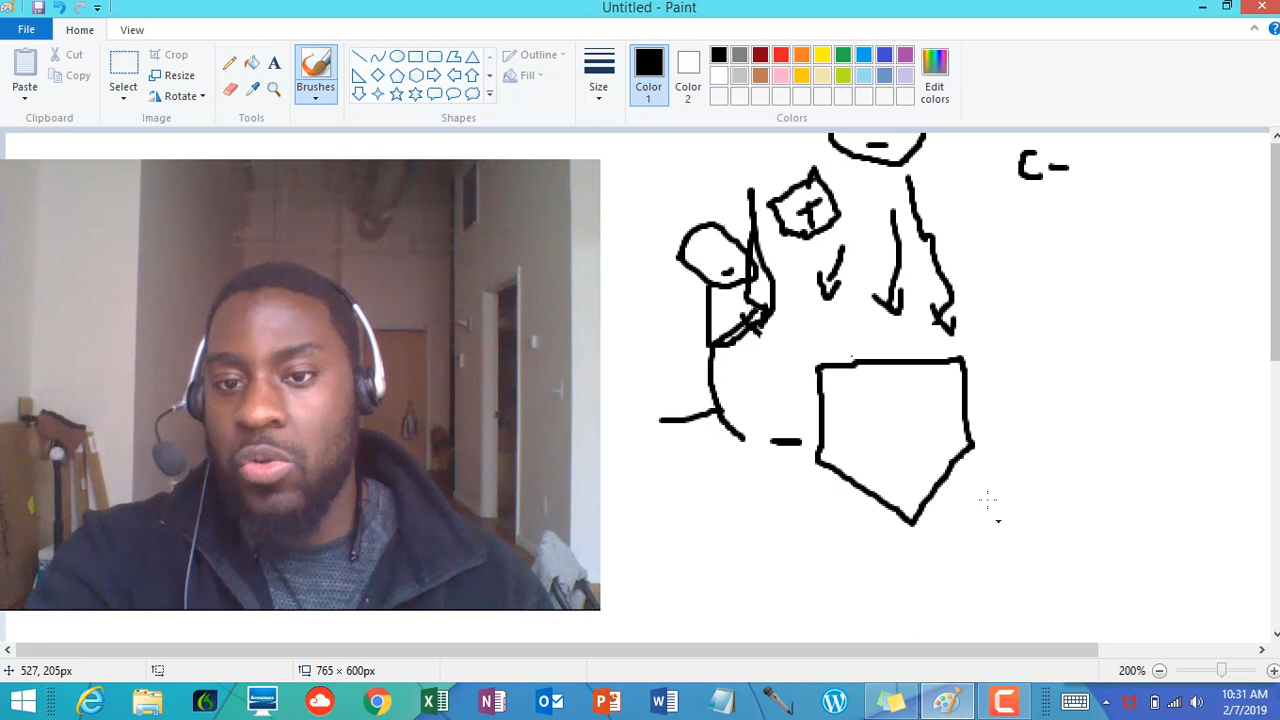 Untitled - Paint
File
Home
View
Paste
Cut
Copy
Clipboard
Select
Crop
Resize
Rotate
Image
A
Tools
Brushes
Shapes
Outline
Fill
Size
Color 1
Color 2
Edit colors
Colors
C-
T
527, 205px
765 × 600px
200%
lenovo
10:31 AM
2/7/2019